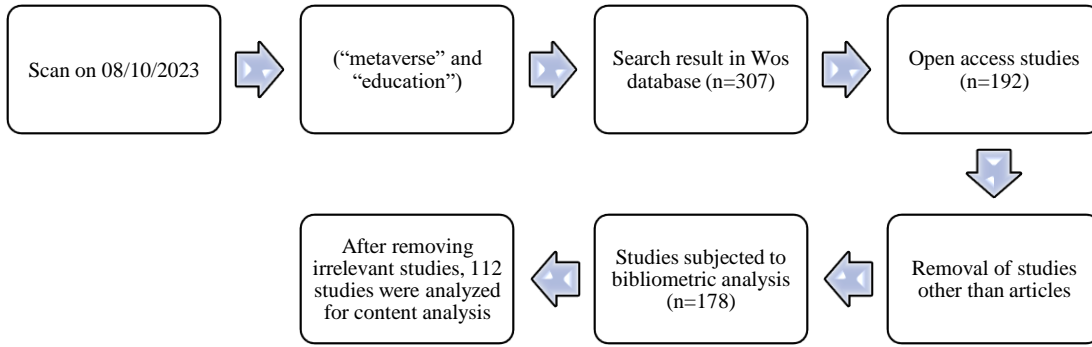 Scan on 08/10/2023
(“metaverse” and
“education”)
Search result in Wos
database (n=307)
Open access studies
(n=192)
Removal of studies
other than articles
Studies subjected to
bibliometric analysis
(n=178)
After removing
irrelevant studies, 112
studies were analyzed
for content analysis